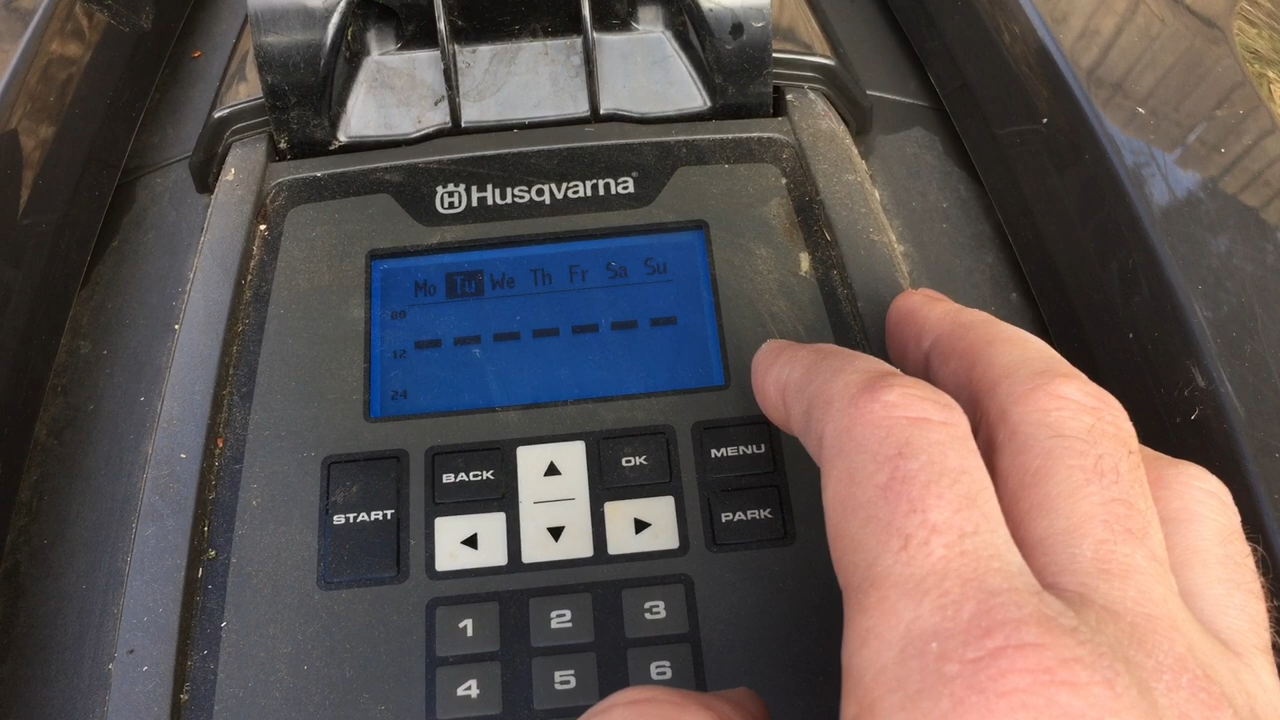 Husqvarna
Mo Tu We Th Fr Sa Su
00
12
24
START
BACK
OK
MENU
PARK
1 2 3
4 5 6